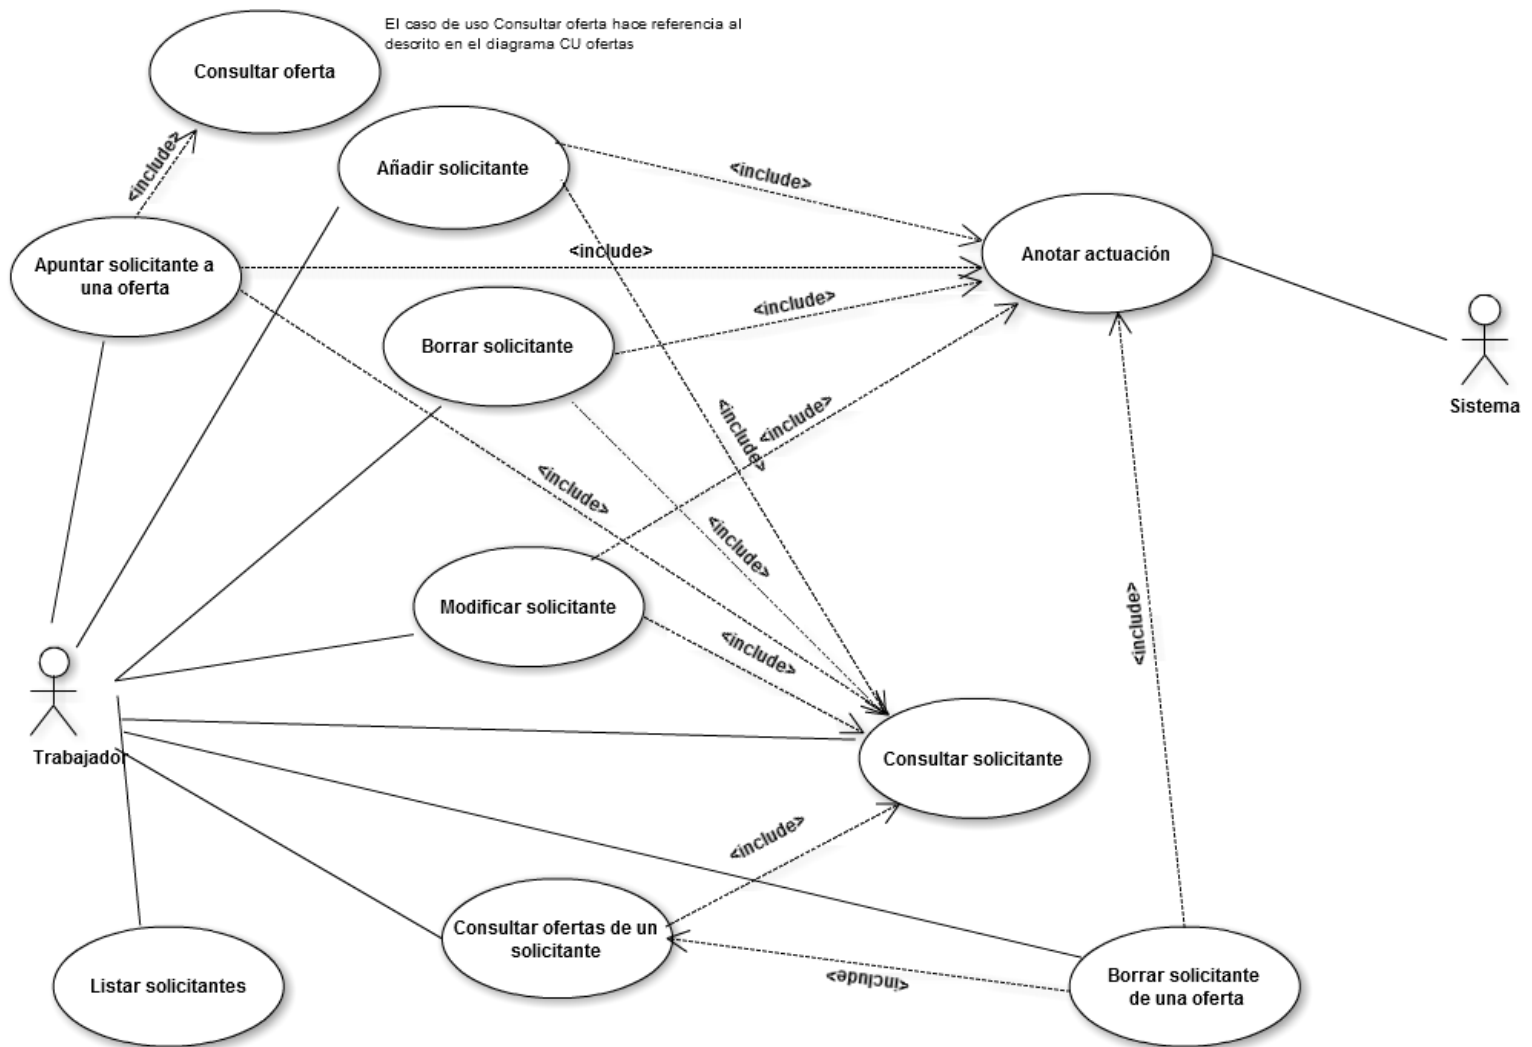 El caso de uso Consultar oferta hace referencia al
descrito en el diagrama CU ofertas
Consultar oferta
<include>
Añadir solicitante
<include>
Apuntar solicitante a
una oferta
<include>
Anotar actuación
Borrar solicitante
<include>
Sistema
<include>
<include>
<include>
<include>
Modificar solicitante
<include>
<include>
Trabajador
Consultar solicitante
<include>
Consultar ofertas de un
solicitante
<include>
Listar solicitantes
Borrar solicitante
de una oferta